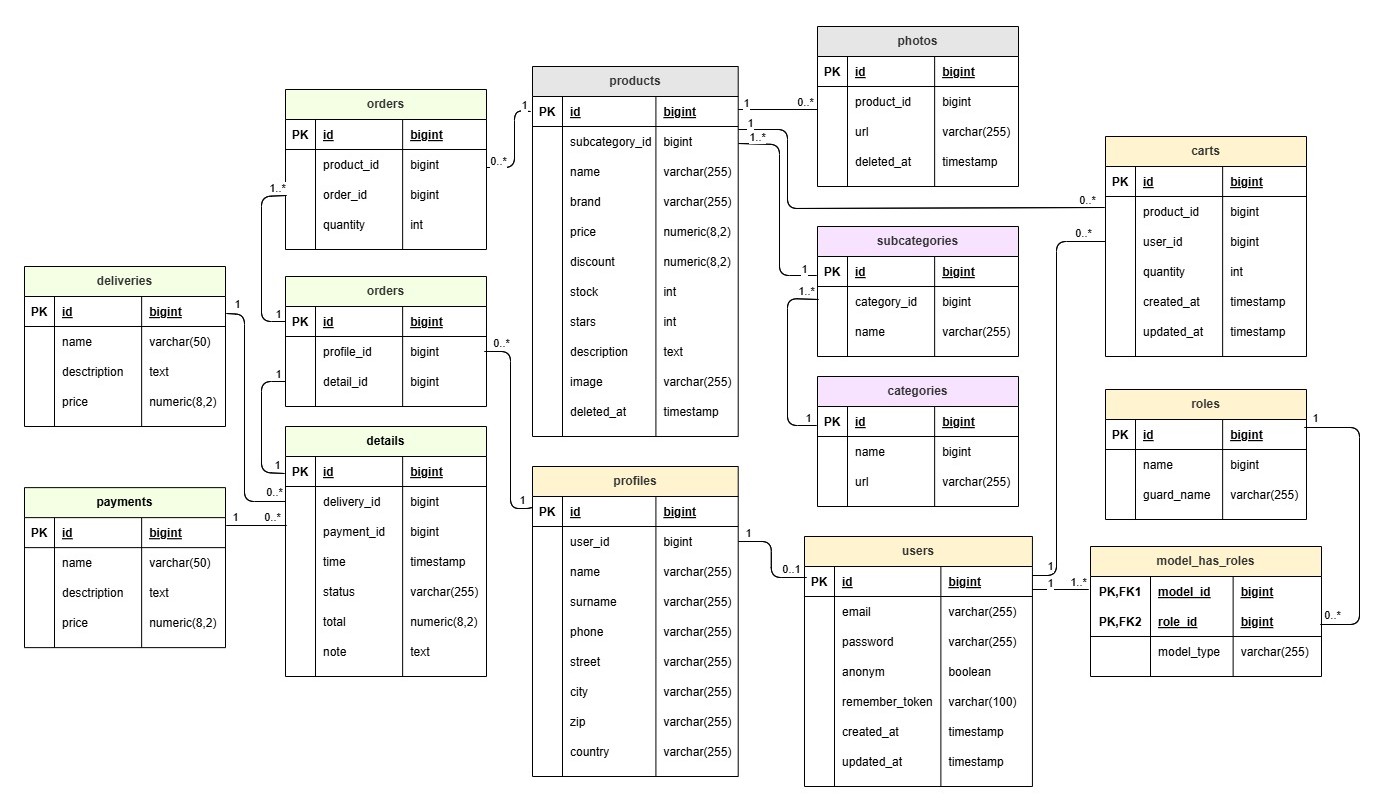 photos
PK id bigint
product_id bigint
url varchar(255)
deleted_at timestamp
products
PK id bigint
subcategory_id bigint
name varchar(255)
brand varchar(255)
price numeric(8,2)
discount numeric(8,2)
stock int
stars int
description text
image varchar(255)
deleted_at timestamp
orders
PK id bigint
product_id bigint
order_id bigint
quantity int
carts
PK id bigint
product_id bigint
user_id bigint
quantity int
created_at timestamp
updated_at timestamp
subcategories
PK id bigint
category_id bigint
name varchar(255)
deliveries
PK id bigint
name varchar(50)
desctription text
price numeric(8,2)
orders
PK id bigint
profile_id bigint
detail_id bigint
categories
PK id bigint
name bigint
url varchar(255)
roles
PK id bigint
name bigint
guard_name varchar(255)
details
PK id bigint
delivery_id bigint
payment_id bigint
time timestamp
status varchar(255)
total numeric(8,2)
note text
payments
PK id bigint
name varchar(50)
desctription text
price numeric(8,2)
profiles
PK id bigint
user_id bigint
name varchar(255)
surname varchar(255)
phone varchar(255)
street varchar(255)
city varchar(255)
zip varchar(255)
country varchar(255)
users
PK id bigint
email varchar(255)
password varchar(255)
anonym boolean
remember_token varchar(100)
created_at timestamp
updated_at timestamp
model_has_roles
PK,FK1 model_id bigint
PK,FK2 role_id bigint
model_type varchar(255)
1 0..*
1 0..*
1 0..*
1..* 1
1..* 1
1..* 1
0..* 1
1 1
1 0..*
1 0..*
1 0..1
1 0..*
1 1..*
1 0..*